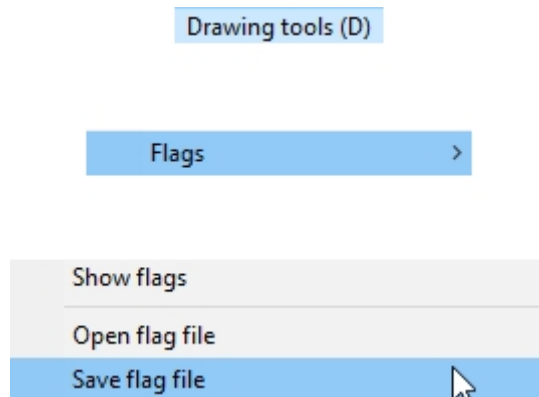 Drawing tools (D)
Flags
Show flags
Open flag file
Save flag file